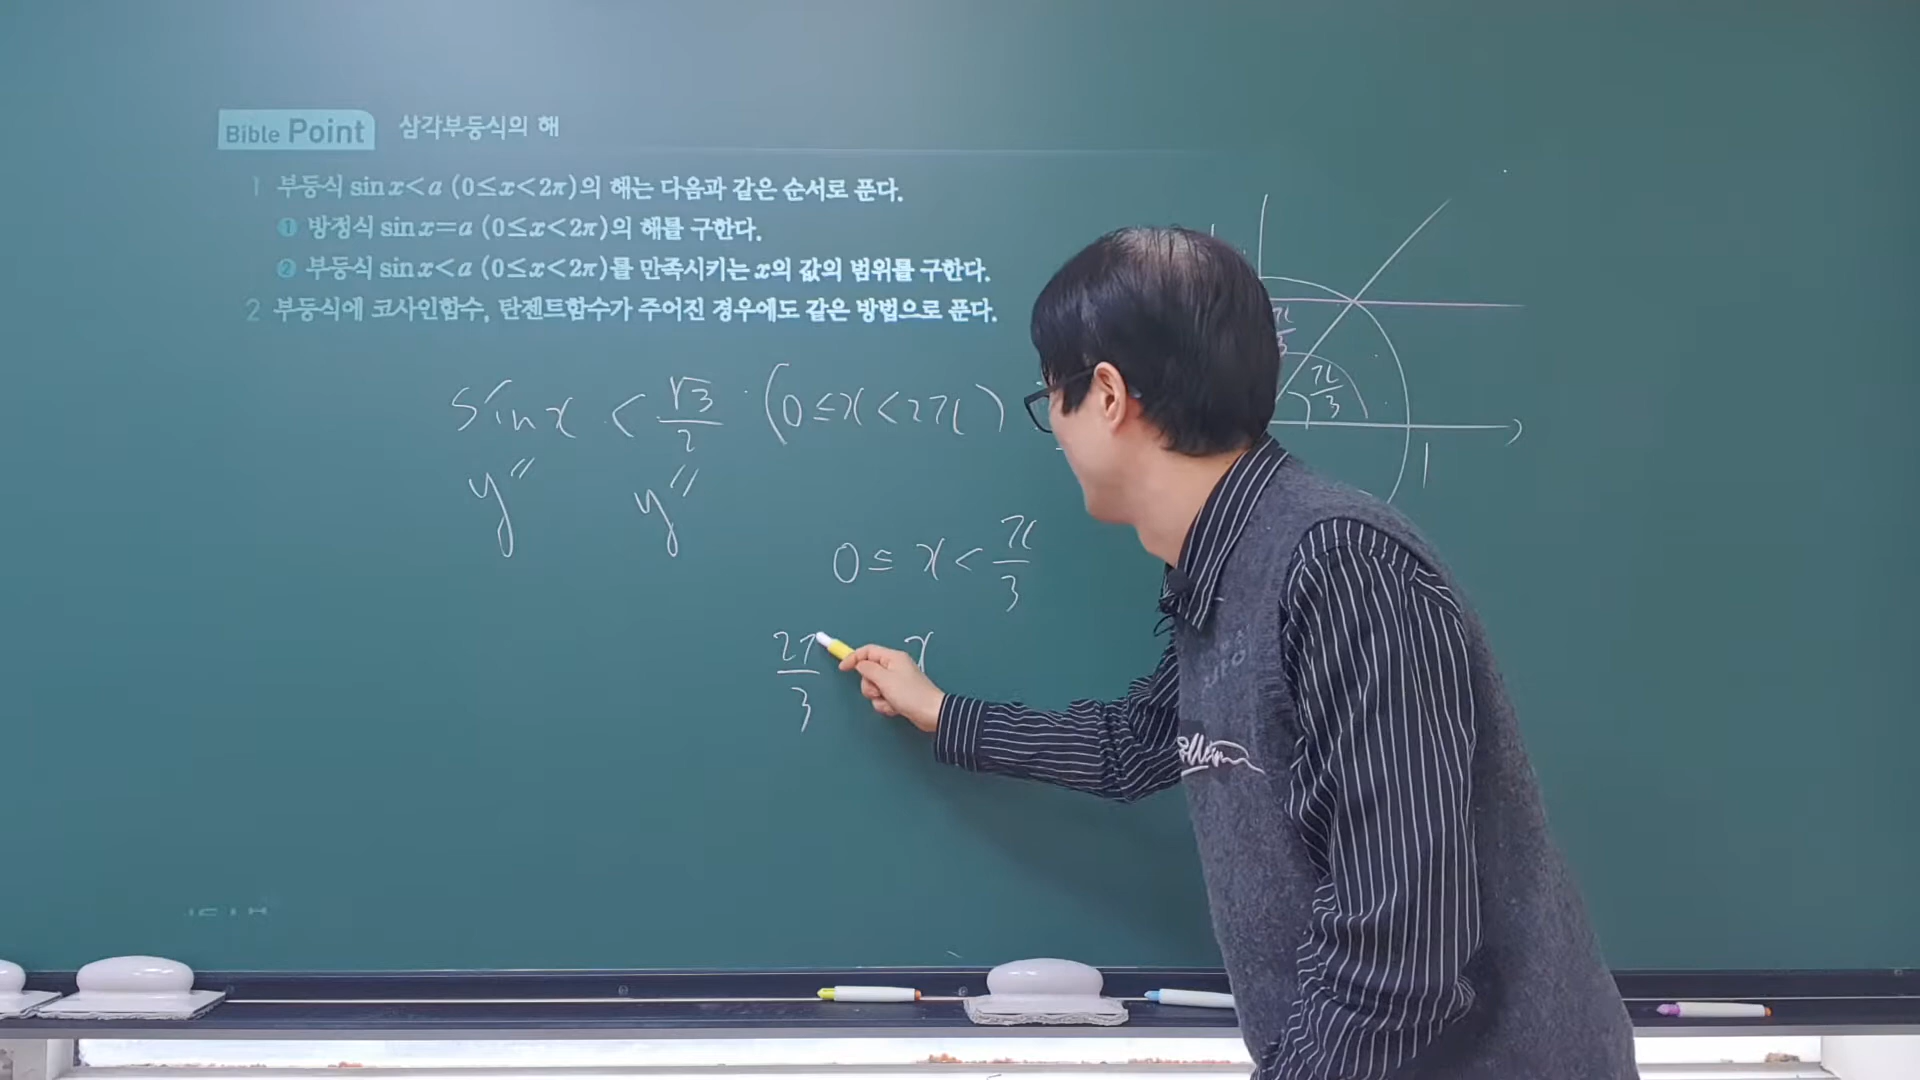 Bible Point 삼각부등식의 해
1 부등식 sin x<a (0≤x<2π)의 해는 다음과 같은 순서로 푼다.
❶ 방정식 sin x=a (0≤x<2π)의 해를 구한다.
❷ 부등식 sin x<a (0≤x<2π)를 만족시키는 x의 값의 범위를 구한다.
2 부등식에 코사인함수, 탄젠트함수가 주어진 경우에도 같은 방법으로 푼다.
sin x < √3/2 (0≤x<2π)
y″ y″
π/3
π/3
1
0 ≤ x < π/3
2π/3 x